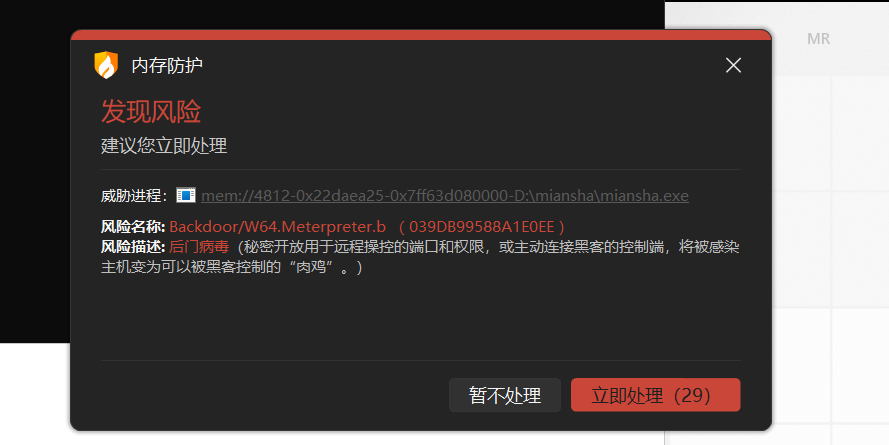 MR
内存防护
发现风险
建议您立即处理
威胁进程： mem://4812-0x22daea25-0x7ff63d080000-D:\miansha\miansha.exe
风险名称: Backdoor/W64.Meterpreter.b （ 039DB99588A1E0EE ）
风险描述: 后门病毒（秘密开放用于远程操控的端口和权限，或主动连接黑客的控制端，将被感染
主机变为可以被黑客控制的“肉鸡”。）
暂不处理 立即处理（29）